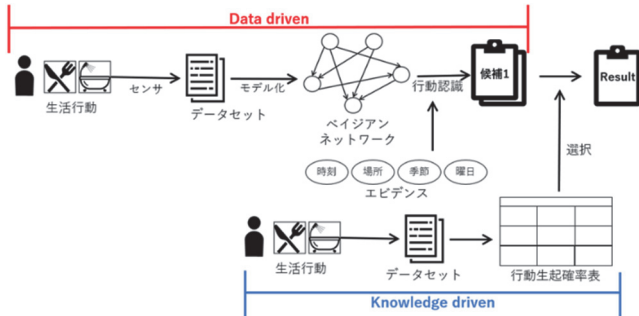 Data driven
生活行動
センサ
データセット
モデル化
ベイジアン
ネットワーク
行動認識
候補1
Result
時刻
場所
季節
曜日
エビデンス
選択
生活行動
データセット
行動生起確率表
Knowledge driven